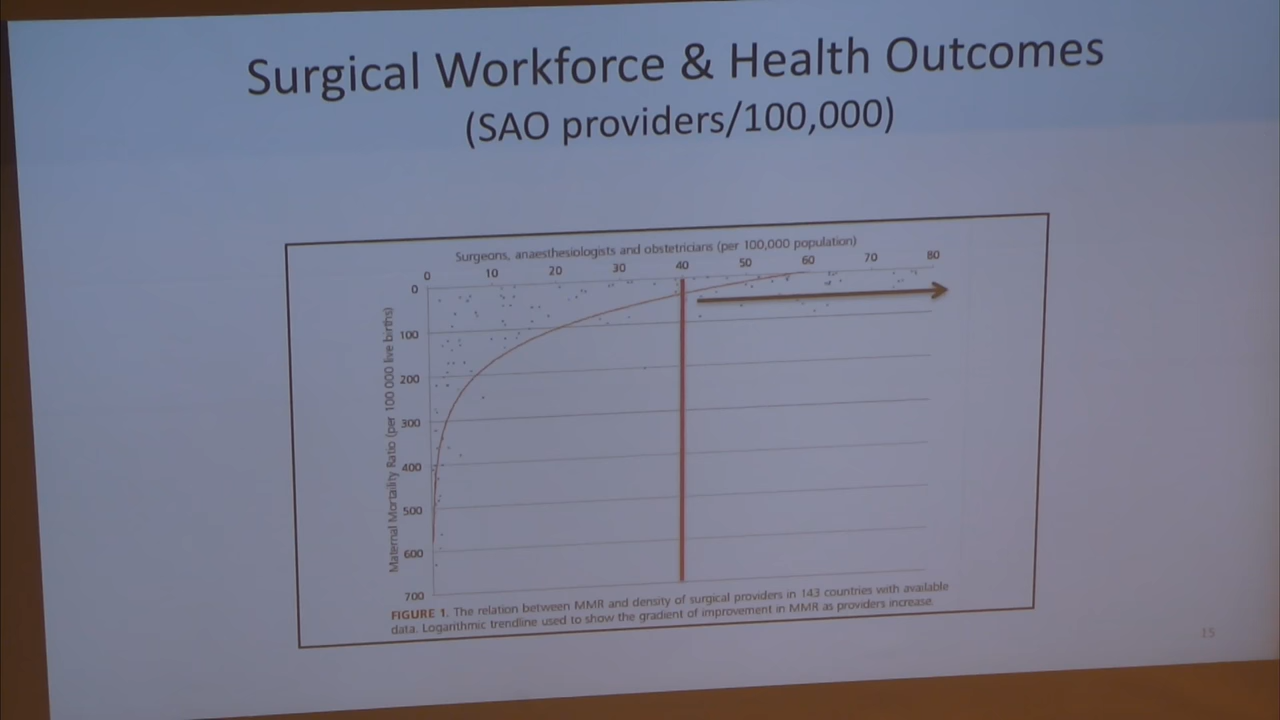 Surgical Workforce & Health Outcomes
(SAO providers/100,000)
Surgeons, anaesthesiologists and obstetricians (per 100,000 population)
0 10 20 30 40 50 60 70 80
0
100
200
300
400
500
600
700
Maternal Mortaility Ratio (per 100 000 live births)
FIGURE 1. The relation between MMR and density of surgical providers in 143 countries with available
data. Logarithmic trendline used to show the gradient of improvement in MMR as providers increase.
15